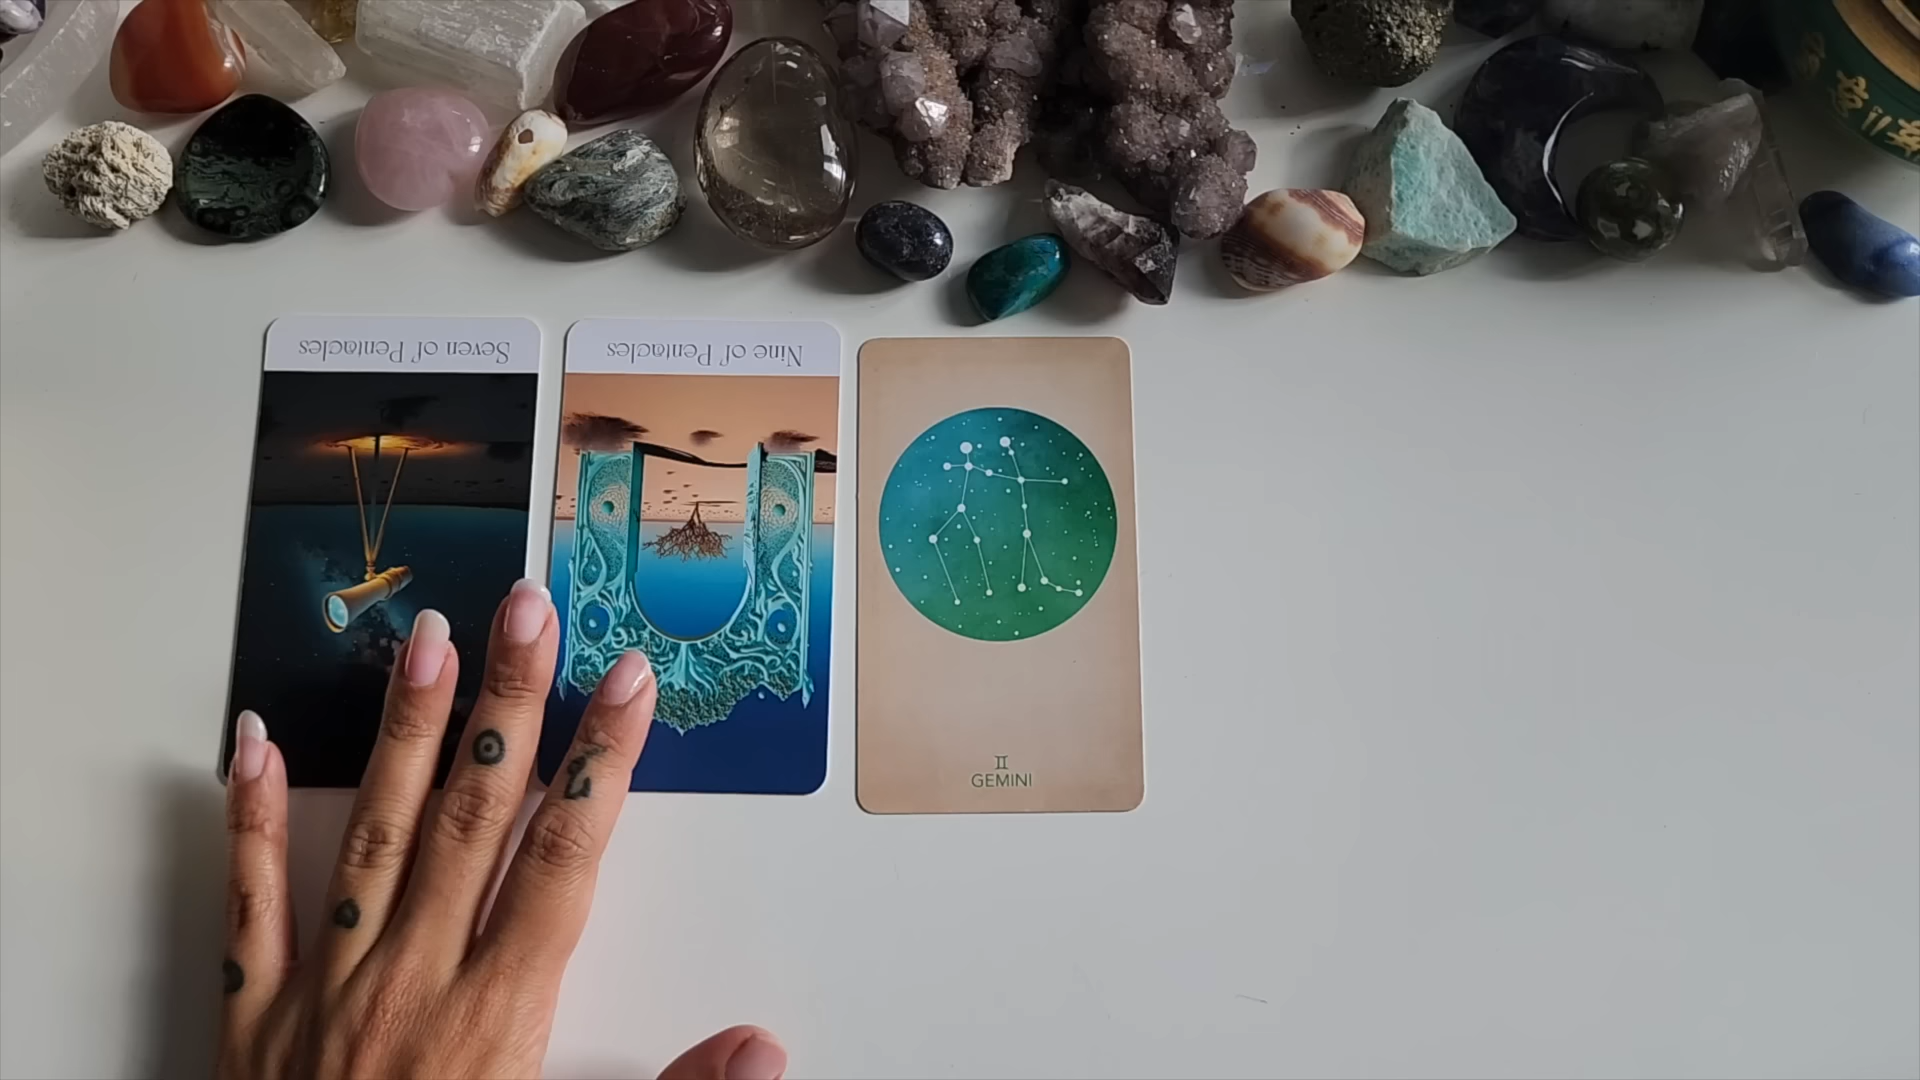 Seven of Pentacles
Nine of Pentacles
♊
GEMINI